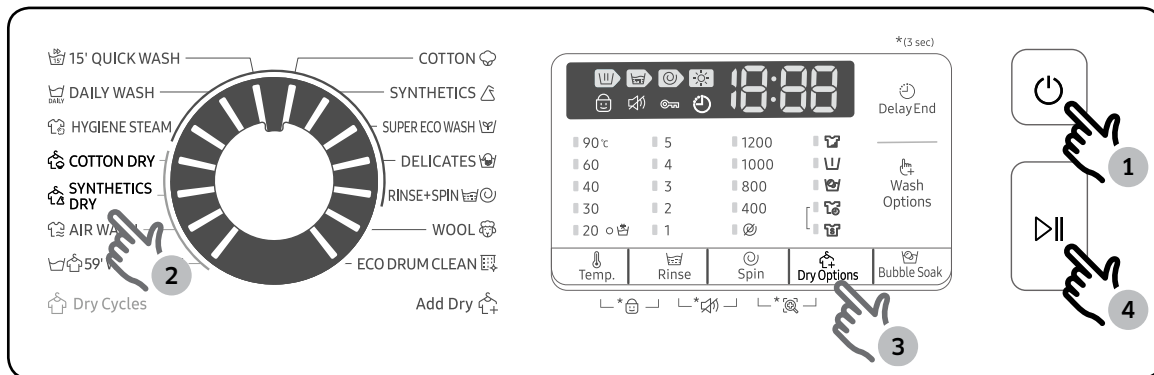 15' QUICK WASH
DAILY WASH
DAILY
HYGIENE STEAM
COTTON DRY
SYNTHETICS
DRY
AIR
59'
Dry Cycles
2
COTTON
SYNTHETICS
SUPER ECO WASH
DELICATES
RINSE+SPIN
WOOL
ECO DRUM CLEAN
Add Dry
*(3 sec)
18:88
Delay End
90℃ 5 1200
60 4 1000
40 3 800
30 2 400
20 1
Wash
Options
Temp. Rinse Spin Dry Options Bubble Soak
* * *
3
1
4